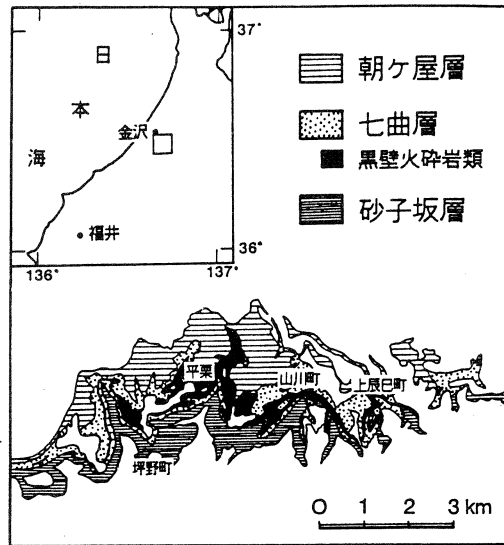 37°
日
本
海
金沢
福井
36°
136°
137°
朝ケ屋層
七曲層
黒壁火砕岩類
砂子坂層
平栗
山川町
上辰巳町
坪野町
0 1 2 3 km